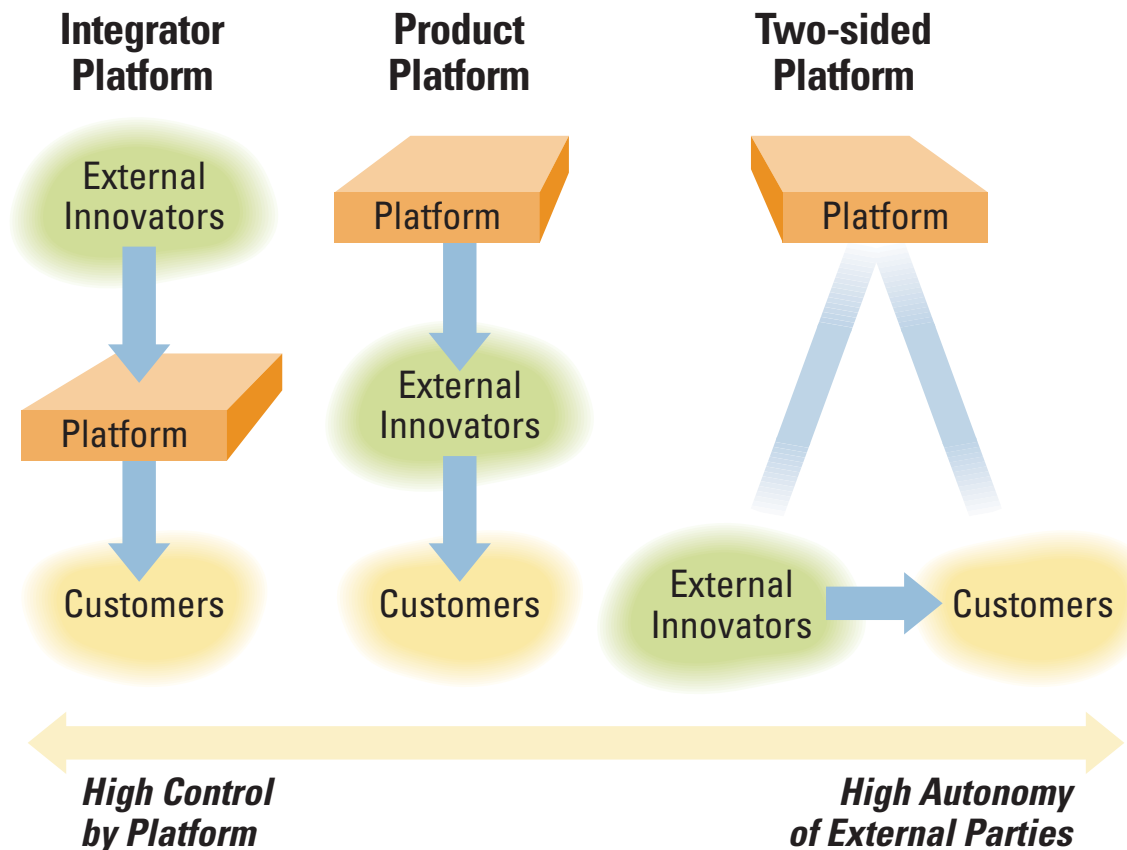 Integrator
Platform
External
Innovators
Platform
Customers
Product
Platform
Platform
External
Innovators
Customers
Two-sided
Platform
Platform
External
Innovators
Customers
High Control
by Platform
High Autonomy
of External Parties